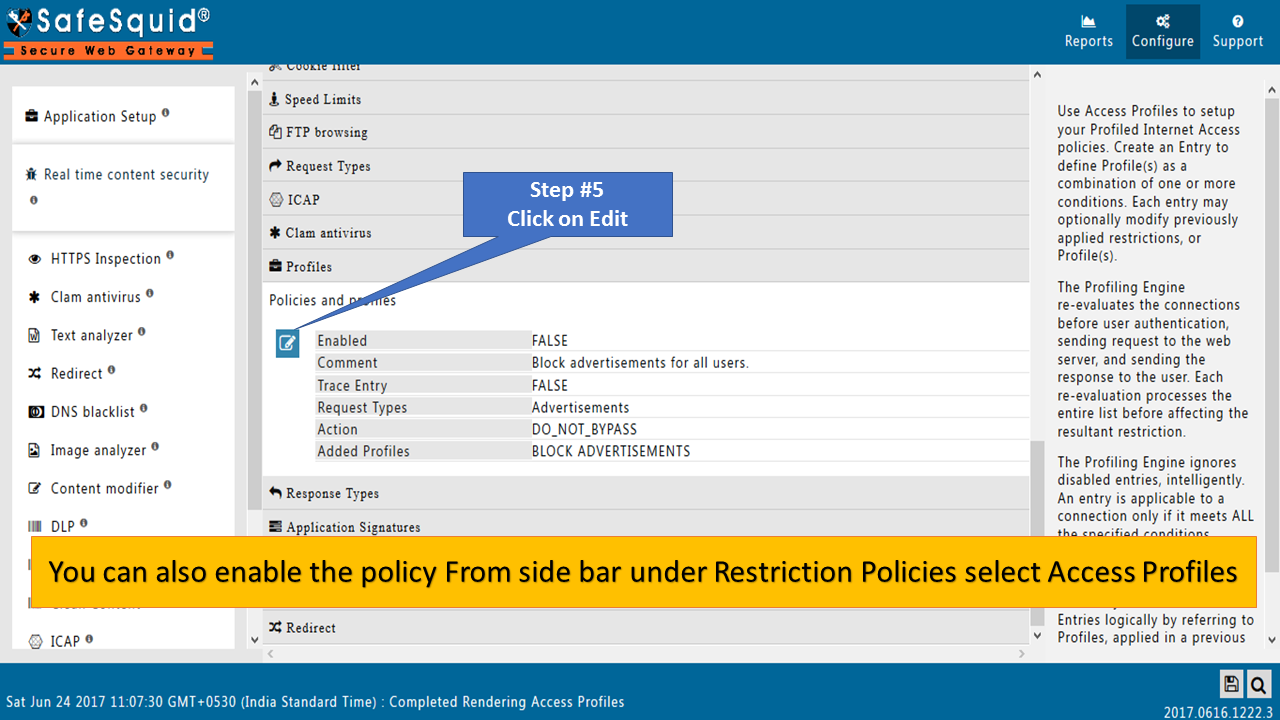 SafeSquid®
Secure Web Gateway
Reports
Configure
Support
Application Setup
Real time content security
HTTPS Inspection
Clam antivirus
Text analyzer
Redirect
DNS blacklist
Image analyzer
Content modifier
DLP
ICAP
Cookie filter
Speed Limits
FTP browsing
Request Types
ICAP
Clam antivirus
Profiles
Step #5
Click on Edit
Policies and profiles
Enabled FALSE
Comment Block advertisements for all users.
Trace Entry FALSE
Request Types Advertisements
Action DO_NOT_BYPASS
Added Profiles BLOCK ADVERTISEMENTS
Response Types
Application Signatures
You can also enable the policy From side bar under Restriction Policies select Access Profiles
Redirect
Use Access Profiles to setup
your Profiled Internet Access
policies. Create an Entry to
define Profile(s) as a
combination of one or more
conditions. Each entry may
optionally modify previously
applied restrictions, or
Profile(s).
The Profiling Engine
re-evaluates the connections
before user authentication,
sending request to the web
server, and sending the
response to the user. Each
re-evaluation processes the
entire list before affecting the
resultant restriction.
The Profiling Engine ignores
disabled entries, intelligently.
An entry is applicable to a
connection only if it meets ALL
the specified conditions
Entries logically by referring to
Profiles, applied in a previous
Sat Jun 24 2017 11:07:30 GMT+0530 (India Standard Time) : Completed Rendering Access Profiles
2017.0616.1222.3